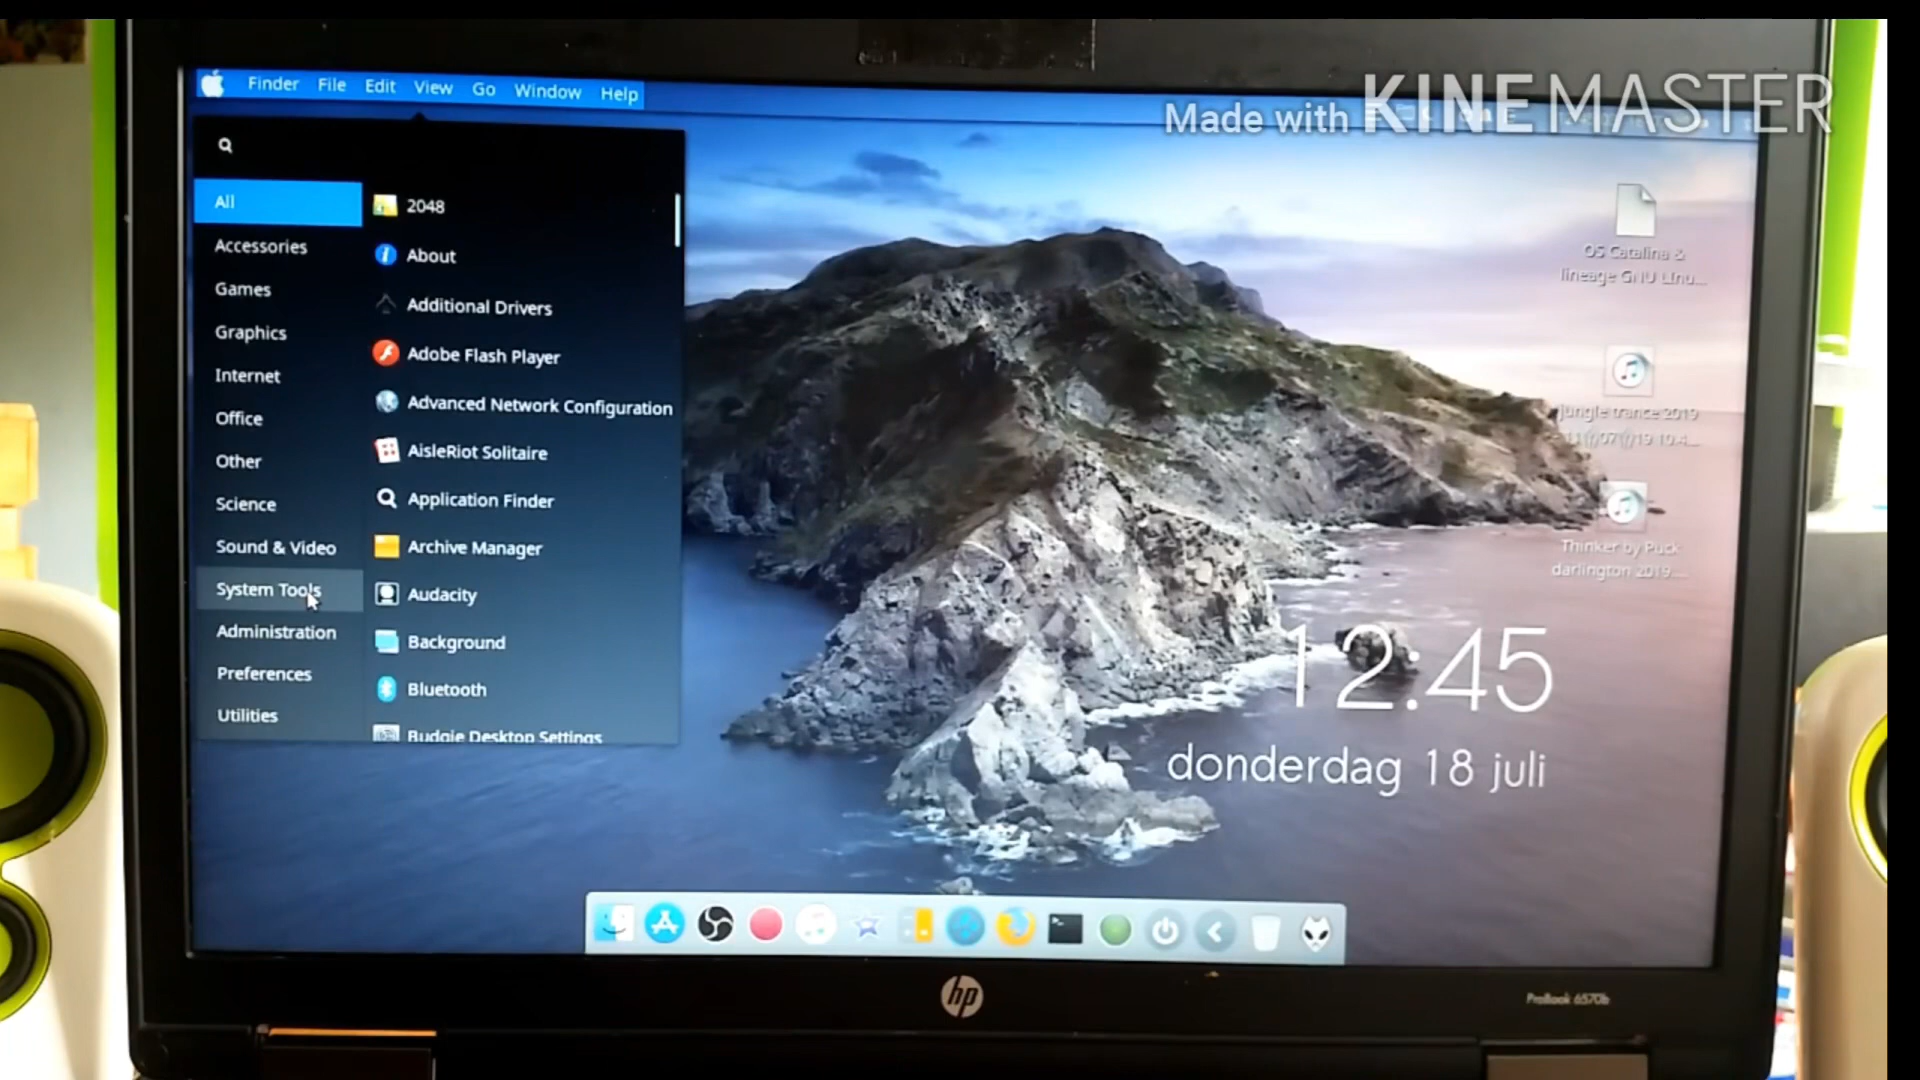 Finder File Edit View Go Window Help
Made with KINEMASTER
All
Accessories
Games
Graphics
Internet
Office
Other
Science
Sound & Video
System Tools
Administration
Preferences
Utilities
2048
About
Additional Drivers
Adobe Flash Player
Advanced Network Configuration
AisleRiot Solitaire
Application Finder
Archive Manager
Audacity
Background
Bluetooth
Budgie Desktop Settings
OS Catalina &
lineage GNU Linu...
jungle trance 2019
Thinker by Puck
darlington 2019....
12:45
donderdag 18 juli
hp
ProBook 6570b